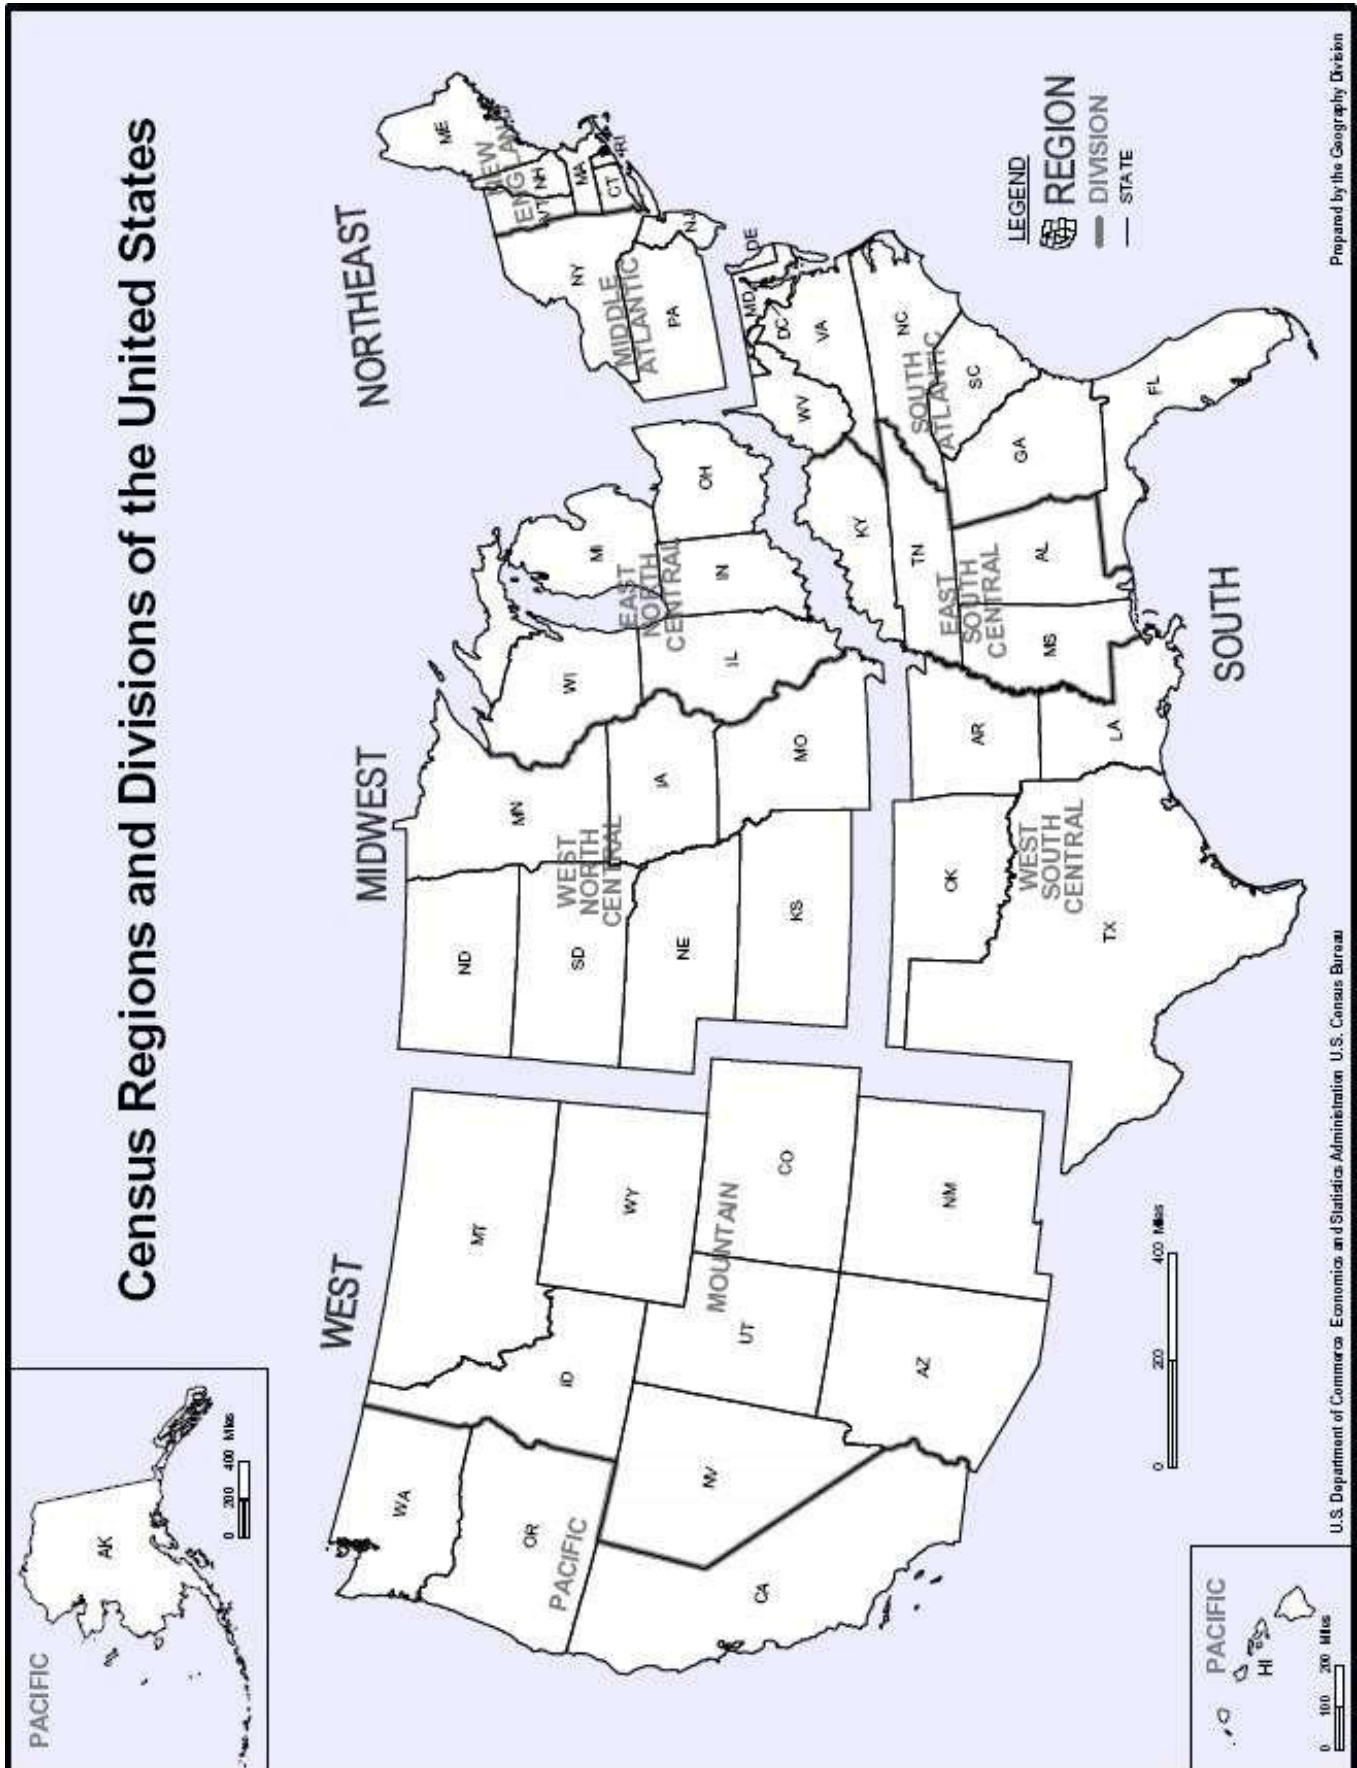 Census Regions and Divisions of the United States
PACIFIC
AK
0 200 400 Miles
WEST
MIDWEST
NORTHEAST
WA
MT
ND
MN
ME
OR
ID
WY
SD
WI
MI
NEW
ENGLAND
VT
NH
MA
CT
RI
NY
MIDDLE
ATLANTIC
PA
NJ
PACIFIC
NV
UT
MOUNTAIN
CO
CA
AZ
NM
NE
WEST
NORTH
CENTRAL
IA
KS
MO
EAST
NORTH
CENTRAL
IL
IN
OH
WV
MD
DE
DC
VA
KY
TN
NC
SOUTH
ATLANTIC
SC
GA
FL
OK
AR
EAST
SOUTH
CENTRAL
MS
AL
WEST
SOUTH
CENTRAL
TX
LA
SOUTH
LEGEND
REGION
DIVISION
STATE
0 200 400 Miles
PACIFIC
HI
0 100 200 Miles
U.S. Department of Commerce Economics and Statistics Administration U.S. Census Bureau
Prepared by the Geography Division